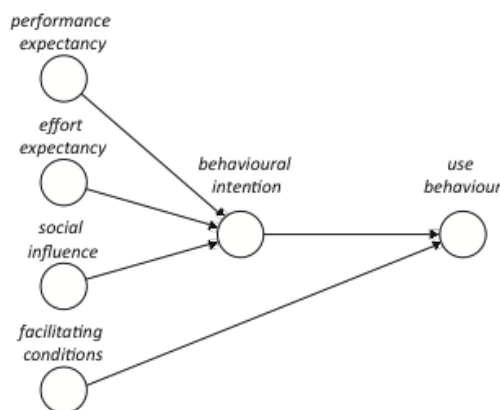 performance
expectancy
effort
expectancy
behavioural
intention
use
behaviour
social
influence
facilitating
conditions